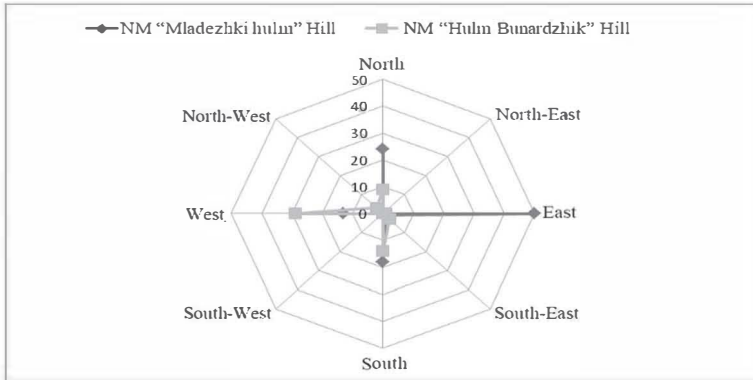 NM “Mladezhki hulm” Hill NM “Hulm Bunardzhik” Hill
North
50
North-West 40 North-East
30
20
10
West 0 East
South-West South-East
South